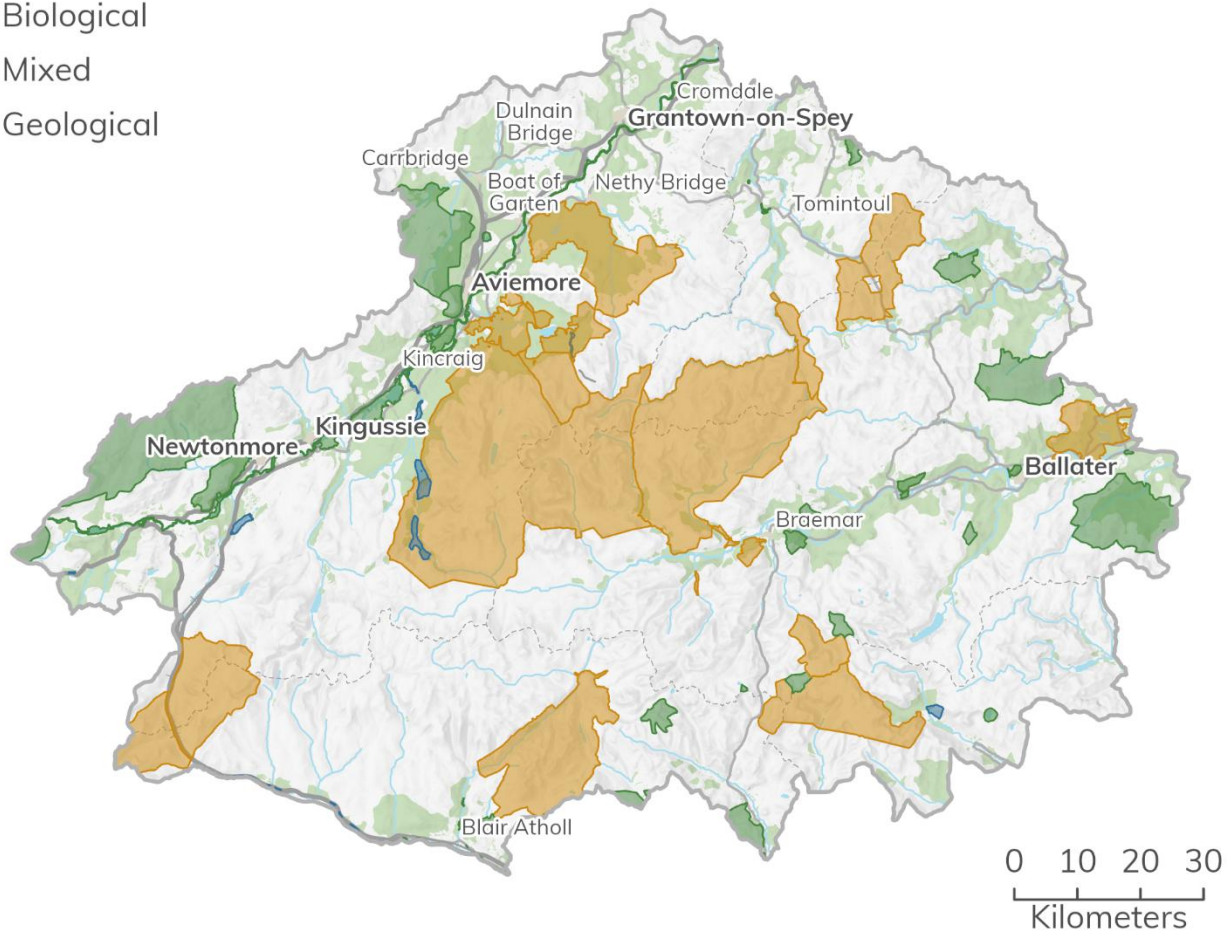 Biological
Mixed
Geological
Cromdale
Dulnain
Bridge
Grantown-on-Spey
Carrbridge
Boat of
Garten
Nethy Bridge
Tomintoul
Aviemore
Kincraig
Kingussie
Newtonmore
Ballater
Braemar
Blair Atholl
0 10 20 30
Kilometers